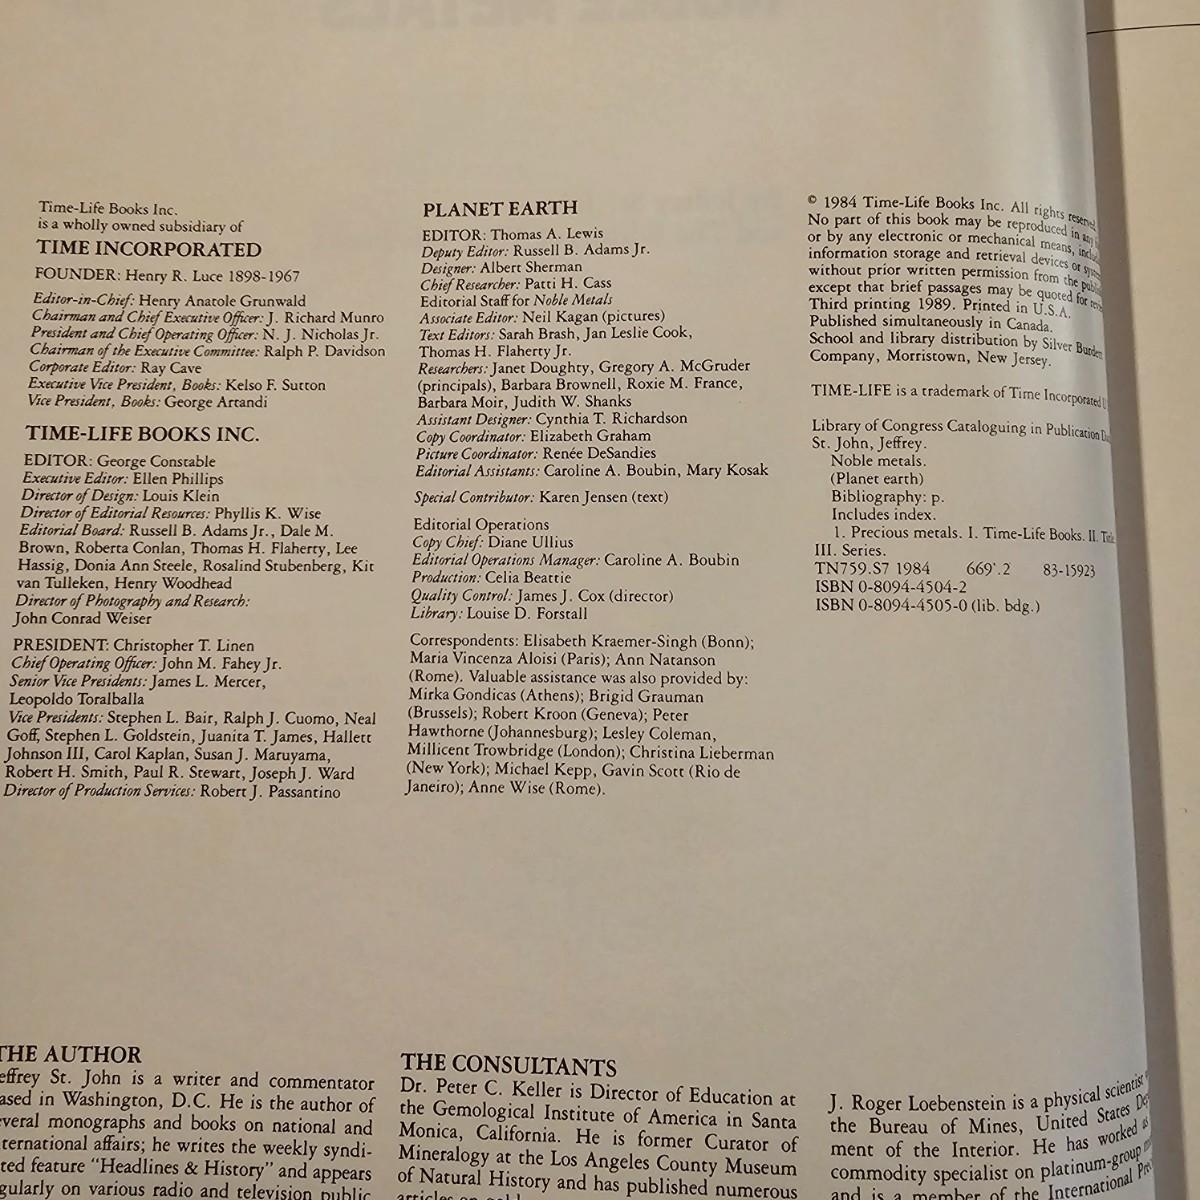 Time-Life Books Inc.
is a wholly owned subsidiary of
TIME INCORPORATED
FOUNDER: Henry R. Luce 1898-1967
Editor-in-Chief: Henry Anatole Grunwald
Chairman and Chief Executive Officer: J. Richard Munro
President and Chief Operating Officer: N. J. Nicholas Jr.
Chairman of the Executive Committee: Ralph P. Davidson
Corporate Editor: Ray Cave
Executive Vice President, Books: Kelso F. Sutton
Vice President, Books: George Artandi
TIME-LIFE BOOKS INC.
EDITOR: George Constable
Executive Editor: Ellen Phillips
Director of Design: Louis Klein
Director of Editorial Resources: Phyllis K. Wise
Editorial Board: Russell B. Adams Jr., Dale M.
Brown, Roberta Conlan, Thomas H. Flaherty, Lee
Hassig, Donia Ann Steele, Rosalind Stubenberg, Kit
van Tulleken, Henry Woodhead
Director of Photography and Research:
John Conrad Weiser
PRESIDENT: Christopher T. Linen
Chief Operating Officer: John M. Fahey Jr.
Senior Vice Presidents: James L. Mercer,
Leopoldo Toralballa
Vice Presidents: Stephen L. Bair, Ralph J. Cuomo, Neal
Goff, Stephen L. Goldstein, Juanita T. James, Hallett
Johnson III, Carol Kaplan, Susan J. Maruyama,
Robert H. Smith, Paul R. Stewart, Joseph J. Ward
Director of Production Services: Robert J. Passantino
PLANET EARTH
EDITOR: Thomas A. Lewis
Deputy Editor: Russell B. Adams Jr.
Designer: Albert Sherman
Chief Researcher: Patti H. Cass
Editorial Staff for Noble Metals
Associate Editor: Neil Kagan (pictures)
Text Editors: Sarah Brash, Jan Leslie Cook,
Thomas H. Flaherty Jr.
Researchers: Janet Doughty, Gregory A. McGruder
(principals), Barbara Brownell, Roxie M. France,
Barbara Moir, Judith W. Shanks
Assistant Designer: Cynthia T. Richardson
Copy Coordinator: Elizabeth Graham
Picture Coordinator: Renée DeSandies
Editorial Assistants: Caroline A. Boubin, Mary Kosak
Special Contributor: Karen Jensen (text)
Editorial Operations
Copy Chief: Diane Ullius
Editorial Operations Manager: Caroline A. Boubin
Production: Celia Beattie
Quality Control: James J. Cox (director)
Library: Louise D. Forstall
Correspondents: Elisabeth Kraemer-Singh (Bonn);
Maria Vincenza Aloisi (Paris); Ann Natanson
(Rome). Valuable assistance was also provided by:
Mirka Gondicas (Athens); Brigid Grauman
(Brussels); Robert Kroon (Geneva); Peter
Hawthorne (Johannesburg); Lesley Coleman,
Millicent Trowbridge (London); Christina Lieberman
(New York); Michael Kepp, Gavin Scott (Rio de
Janeiro); Anne Wise (Rome).
© 1984 Time-Life Books Inc. All rights reserved
No part of this book may be reproduced in any
or by any electronic or mechanical means,
information storage and retrieval devices or
without prior written permission from the
except that brief passages may be quoted for
Third printing 1989. Printed in U.S.A.
Published simultaneously in Canada.
School and library distribution by Silver Burdett
Company, Morristown, New Jersey.
TIME-LIFE is a trademark of Time Incorporated
Library of Congress Cataloguing in Publication
St. John, Jeffrey.
Noble metals.
(Planet earth)
Bibliography: p.
Includes index.
1. Precious metals. I. Time-Life Books. II.
III. Series.
TN759.S7 1984 669'.2 83-15923
ISBN 0-8094-4504-2
ISBN 0-8094-4505-0 (lib. bdg.)
THE AUTHOR
effrey St. John is a writer and commentator
ased in Washington, D.C. He is the author of
everal monographs and books on national and
ternational affairs; he writes the weekly syndi-
ted feature "Headlines & History" and appears
gularly on various radio and television public
THE CONSULTANTS
Dr. Peter C. Keller is Director of Education at
the Gemological Institute of America in Santa
Monica, California. He is former Curator of
Mineralogy at the Los Angeles County Museum
of Natural History and has published numerous
J. Roger Loebenstein is a physical scientist
the Bureau of Mines, United States
ment of the Interior. He has worked
commodity specialist on platinum-group
and is a member of the International